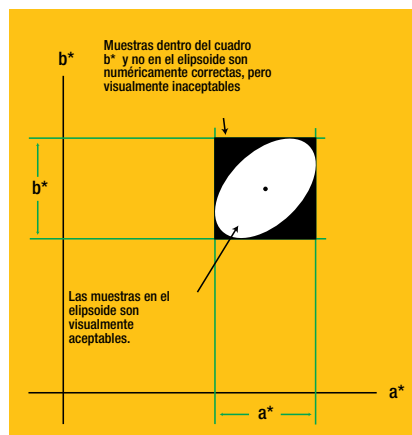 Muestras dentro del cuadro
b* y no en el elipsoide son
numéricamente correctas, pero
visualmente inaceptables
b*
b*
Las muestras en el
elipsoide son
visualmente
aceptables.
a*
a*